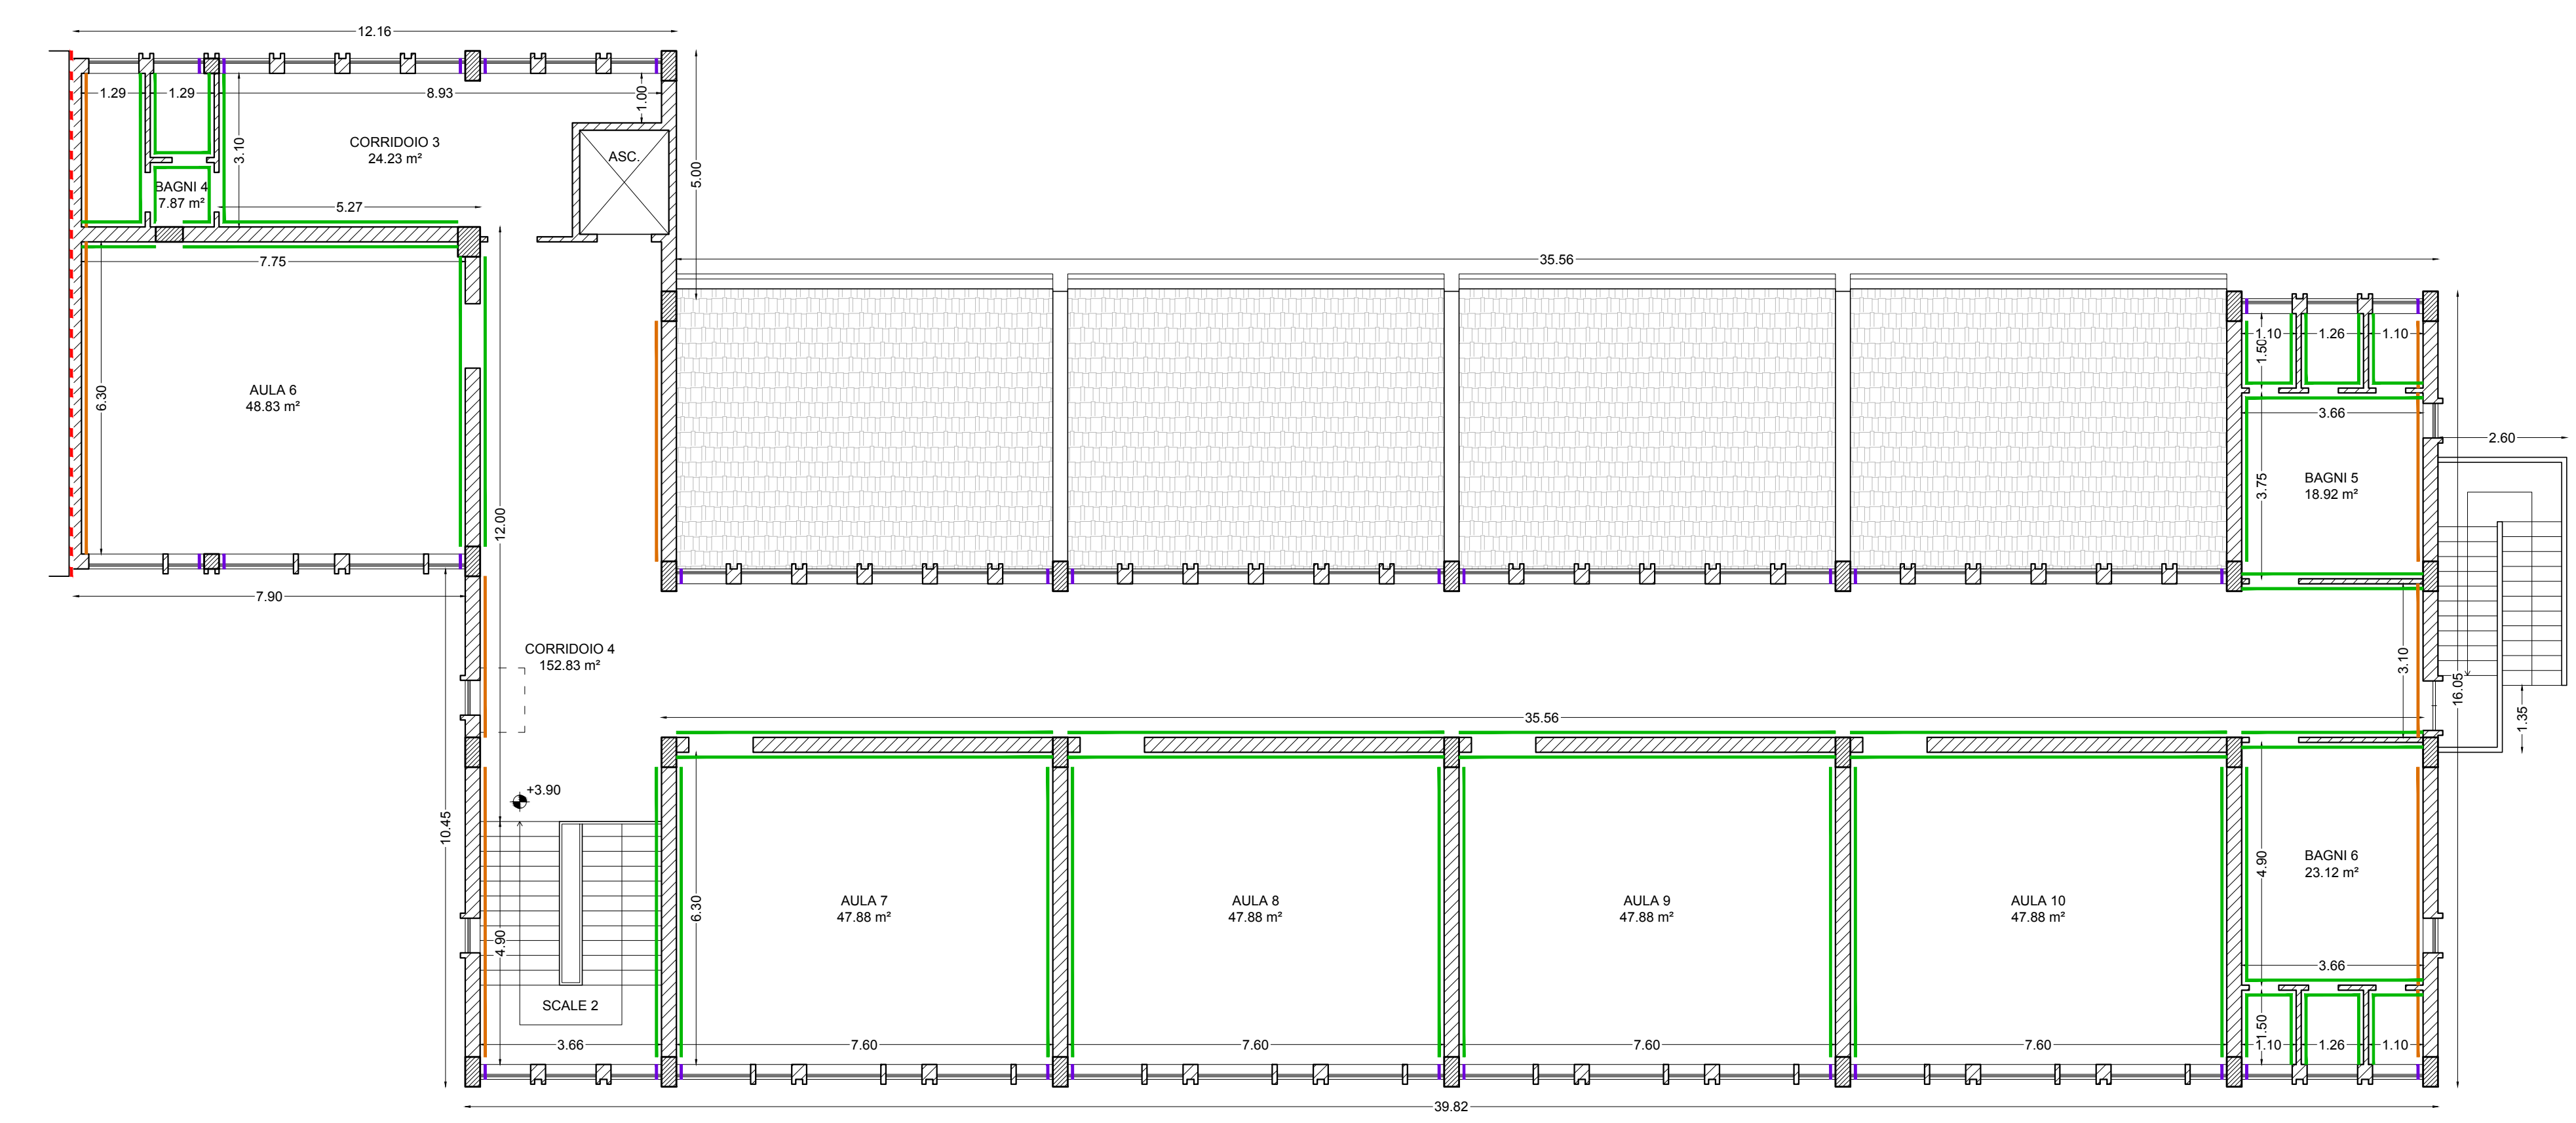 12.16
1.29
1.29
8.93
1.00
CORRIDOIO 3
24.23 m²
3.10
ASC.
5.00
BAGNI 4
7.87 m²
5.27
7.75
35.56
1.10
1.26
1.10
1.50
AULA 6
48.83 m²
6.30
3.66
2.60
BAGNI 5
18.92 m²
3.75
12.00
7.90
CORRIDOIO 4
152.83 m²
3.10
16.05
1.35
35.56
+3.90
10.45
4.90
BAGNI 6
23.12 m²
6.30
AULA 7
47.88 m²
AULA 8
47.88 m²
AULA 9
47.88 m²
AULA 10
47.88 m²
4.90
3.66
SCALE 2
1.50
3.66
7.60
7.60
7.60
7.60
1.10
1.26
1.10
39.82